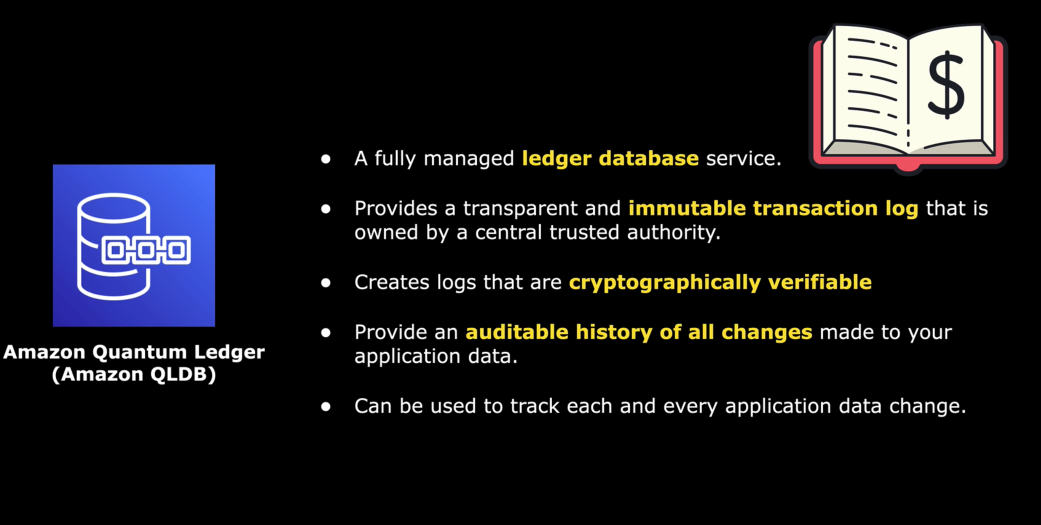 $
● A fully managed ledger database service.
● Provides a transparent and immutable transaction log that is
owned by a central trusted authority.
● Creates logs that are cryptographically verifiable
● Provide an auditable history of all changes made to your
application data.
● Can be used to track each and every application data change.
Amazon Quantum Ledger
(Amazon QLDB)